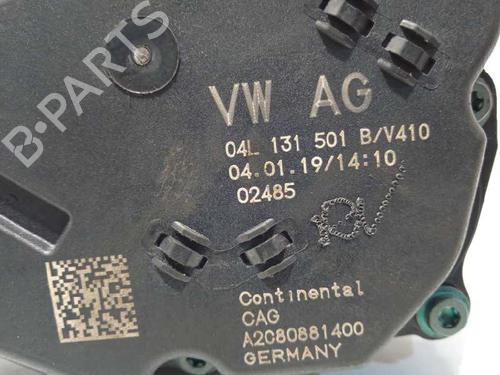 B-PARTS
VW AG
04L 131 501 B/V410
04.01.19/14:10
02485
Continental
CAG
A2C80881400
GERMANY